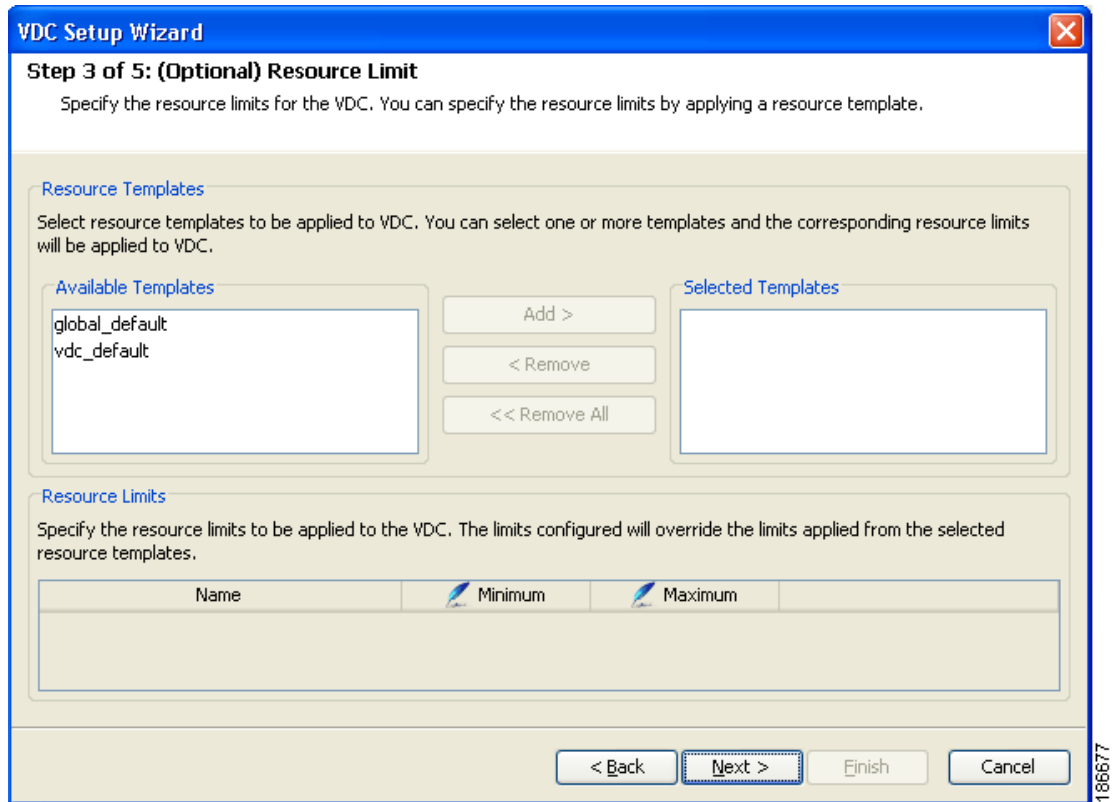 VDC Setup Wizard
Step 3 of 5: (Optional) Resource Limit
Specify the resource limits for the VDC. You can specify the resource limits by applying a resource template.
Resource Templates
Select resource templates to be applied to VDC. You can select one or more templates and the corresponding resource limits
will be applied to VDC.
Available Templates
global_default
vdc_default
Add >
< Remove
<< Remove All
Selected Templates
Resource Limits
Specify the resource limits to be applied to the VDC. The limits configured will override the limits applied from the selected
resource templates.
Name Minimum Maximum
< Back Next > Finish Cancel
186677